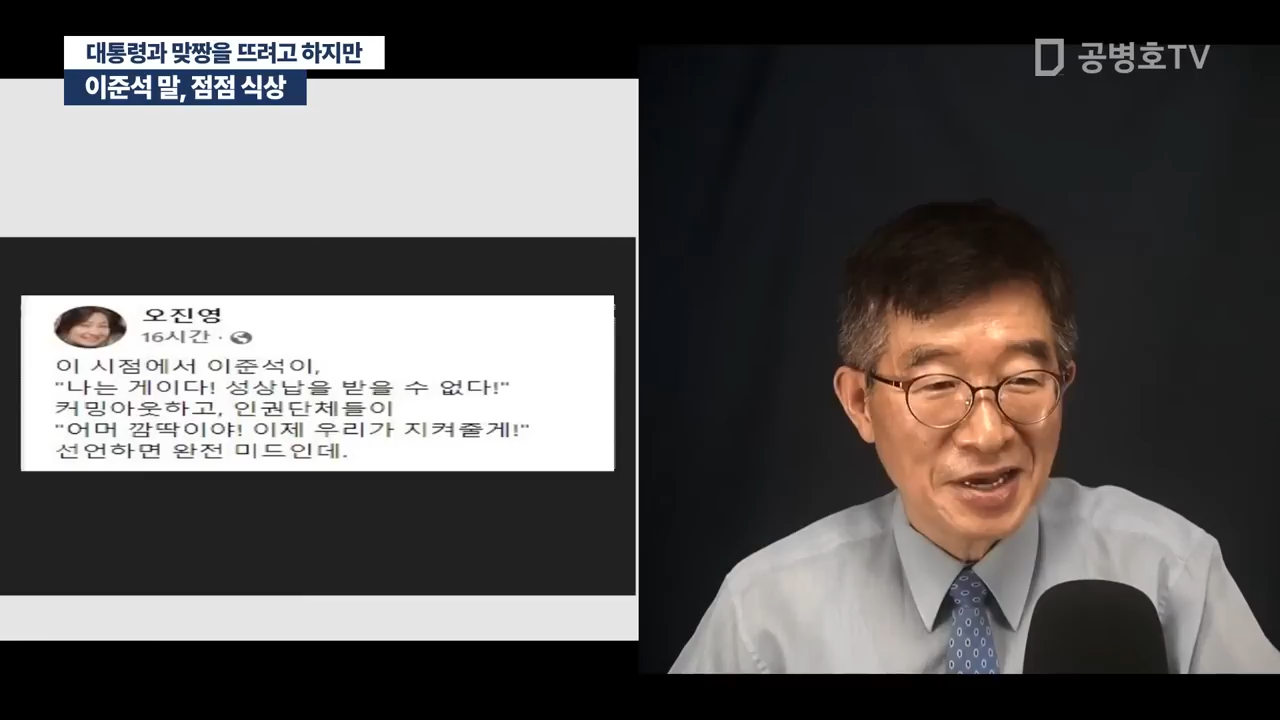 대통령과 맞짱을 뜨려고 하지만
이준석 말, 점점 식상
공병호TV
오진영
16시간 ·
이 시점에서 이준석이,
"나는 게이다! 성상납을 받을 수 없다!"
커밍아웃하고, 인권단체들이
"어머 깜딱이야! 이제 우리가 지켜줄게!"
선언하면 완전 미드인데.